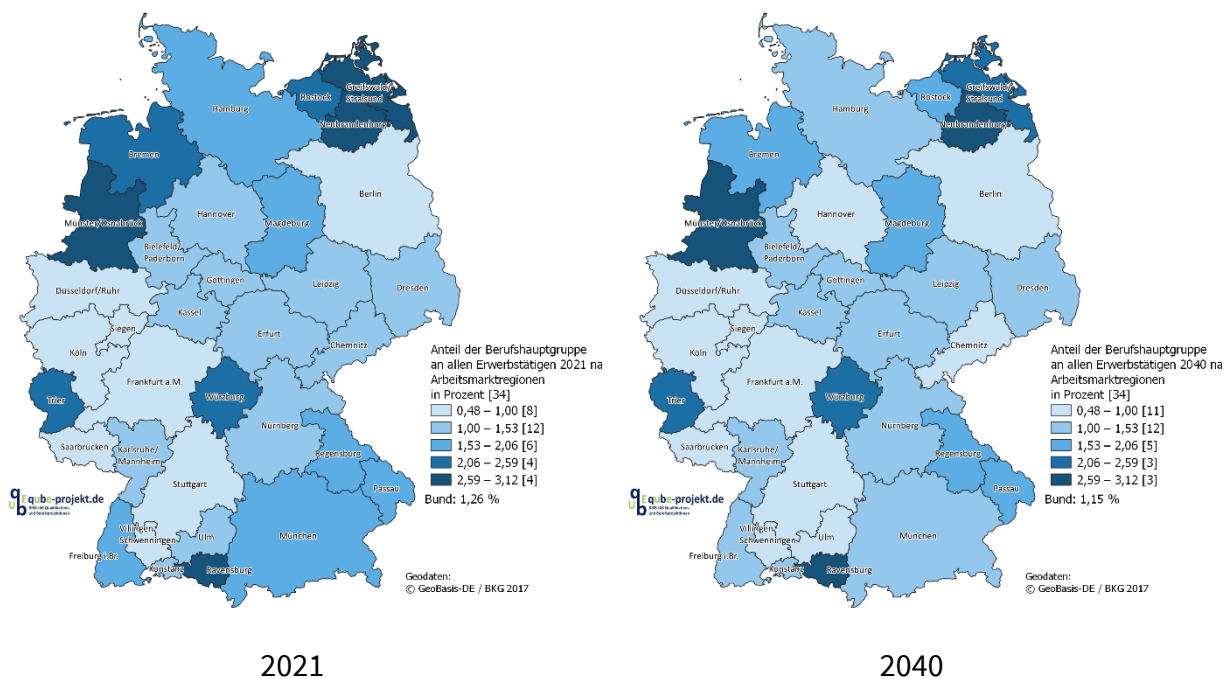 Hamburg
Rostock
Greifswald/
Stralsund
Neubrandenburg
Bremen
Berlin
Münster/Osnabrück
Hannover
Magdeburg
Bielefeld/
Paderborn
Göttingen
Düsseldorf/Ruhr
Leipzig
Dresden
Kassel
Siegen
Köln
Erfurt
Chemnitz
Frankfurt a.M.
Trier
Würaburg
Nürnberg
Saarbrücken
Karlsruhe/
Mannheim
Regensburg
Stuttgart
Passau
Villingen/
Schwenningen
Ulm
München
Freiburg i.Br.
Konstanz
Ravensburg
Anteil der Berufshauptgruppe
an allen Erwerbstätigen 2021 na
Arbeitsmarktregionen
in Prozent [34]
0,48 – 1,00 [8]
1,00 – 1,53 [12]
1,53 – 2,06 [6]
2,06 – 2,59 [4]
2,59 – 3,12 [4]
Bund: 1,26 %
qube-projekt.de
Geodaten:
© GeoBasis-DE / BKG 2017
2021
Hamburg
Rostock
Greifswald/
Stralsund
Neubrandenburg
Bremen
Berlin
Münster/Osnabrück
Hannover
Magdeburg
Bielefeld/
Paderborn
Göttingen
Düsseldorf/Ruhr
Leipzig
Dresden
Kassel
Siegen
Köln
Erfurt
Chemnitz
Frankfurt a.M.
Trier
Würaburg
Nürnberg
Saarbrücken
Karlsruhe/
Mannheim
Regensburg
Stuttgart
Passau
Villingen/
Schwenningen
Ulm
München
Freiburg i.Br.
Konstanz
Ravensburg
Anteil der Berufshauptgruppe
an allen Erwerbstätigen 2040 na
Arbeitsmarktregionen
in Prozent [34]
0,48 – 1,00 [11]
1,00 – 1,53 [12]
1,53 – 2,06 [5]
2,06 – 2,59 [3]
2,59 – 3,12 [3]
Bund: 1,15 %
qube-projekt.de
Geodaten:
© GeoBasis-DE / BKG 2017
2040